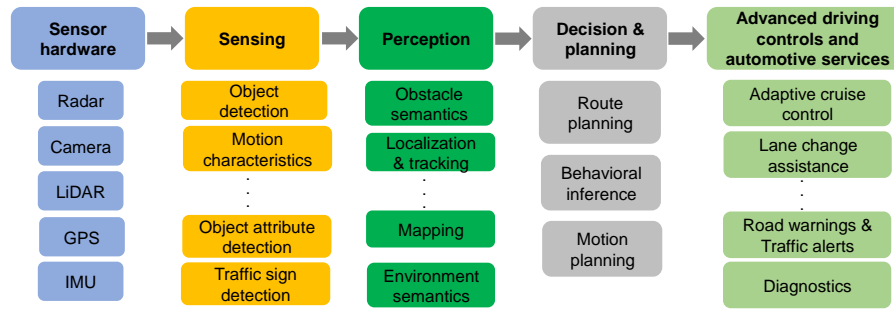 Sensor
hardware
Sensing
Perception
Decision &
planning
Advanced driving
controls and
automotive services
Radar
Camera
LiDAR
GPS
IMU
Object
detection
Motion
characteristics
Object attribute
detection
Traffic sign
detection
Obstacle
semantics
Localization
& tracking
Mapping
Environment
semantics
Route
planning
Behavioral
inference
Motion
planning
Adaptive cruise
control
Lane change
assistance
Road warnings &
Traffic alerts
Diagnostics